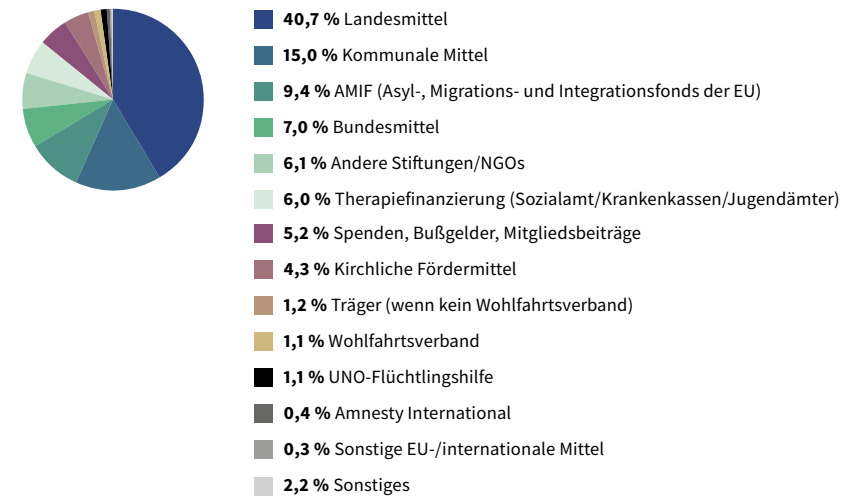 40,7 % Landesmittel
15,0 % Kommunale Mittel
9,4 % AMIF (Asyl-, Migrations- und Integrationsfonds der EU)
7,0 % Bundesmittel
6,1 % Andere Stiftungen/NGOs
6,0 % Therapiefinanzierung (Sozialamt/Krankenkassen/Jugendämter)
5,2 % Spenden, Bußgelder, Mitgliedsbeiträge
4,3 % Kirchliche Fördermittel
1,2 % Träger (wenn kein Wohlfahrtsverband)
1,1 % Wohlfahrtsverband
1,1 % UNO-Flüchtlingshilfe
0,4 % Amnesty International
0,3 % Sonstige EU-/internationale Mittel
2,2 % Sonstiges